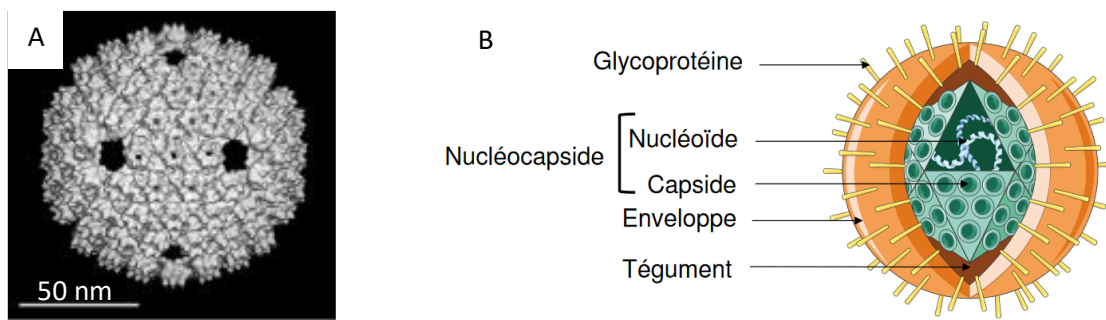 A
50 nm
B
Glycoprotéine
Nucléocapside
Nucléoïde
Capside
Enveloppe
Tégument